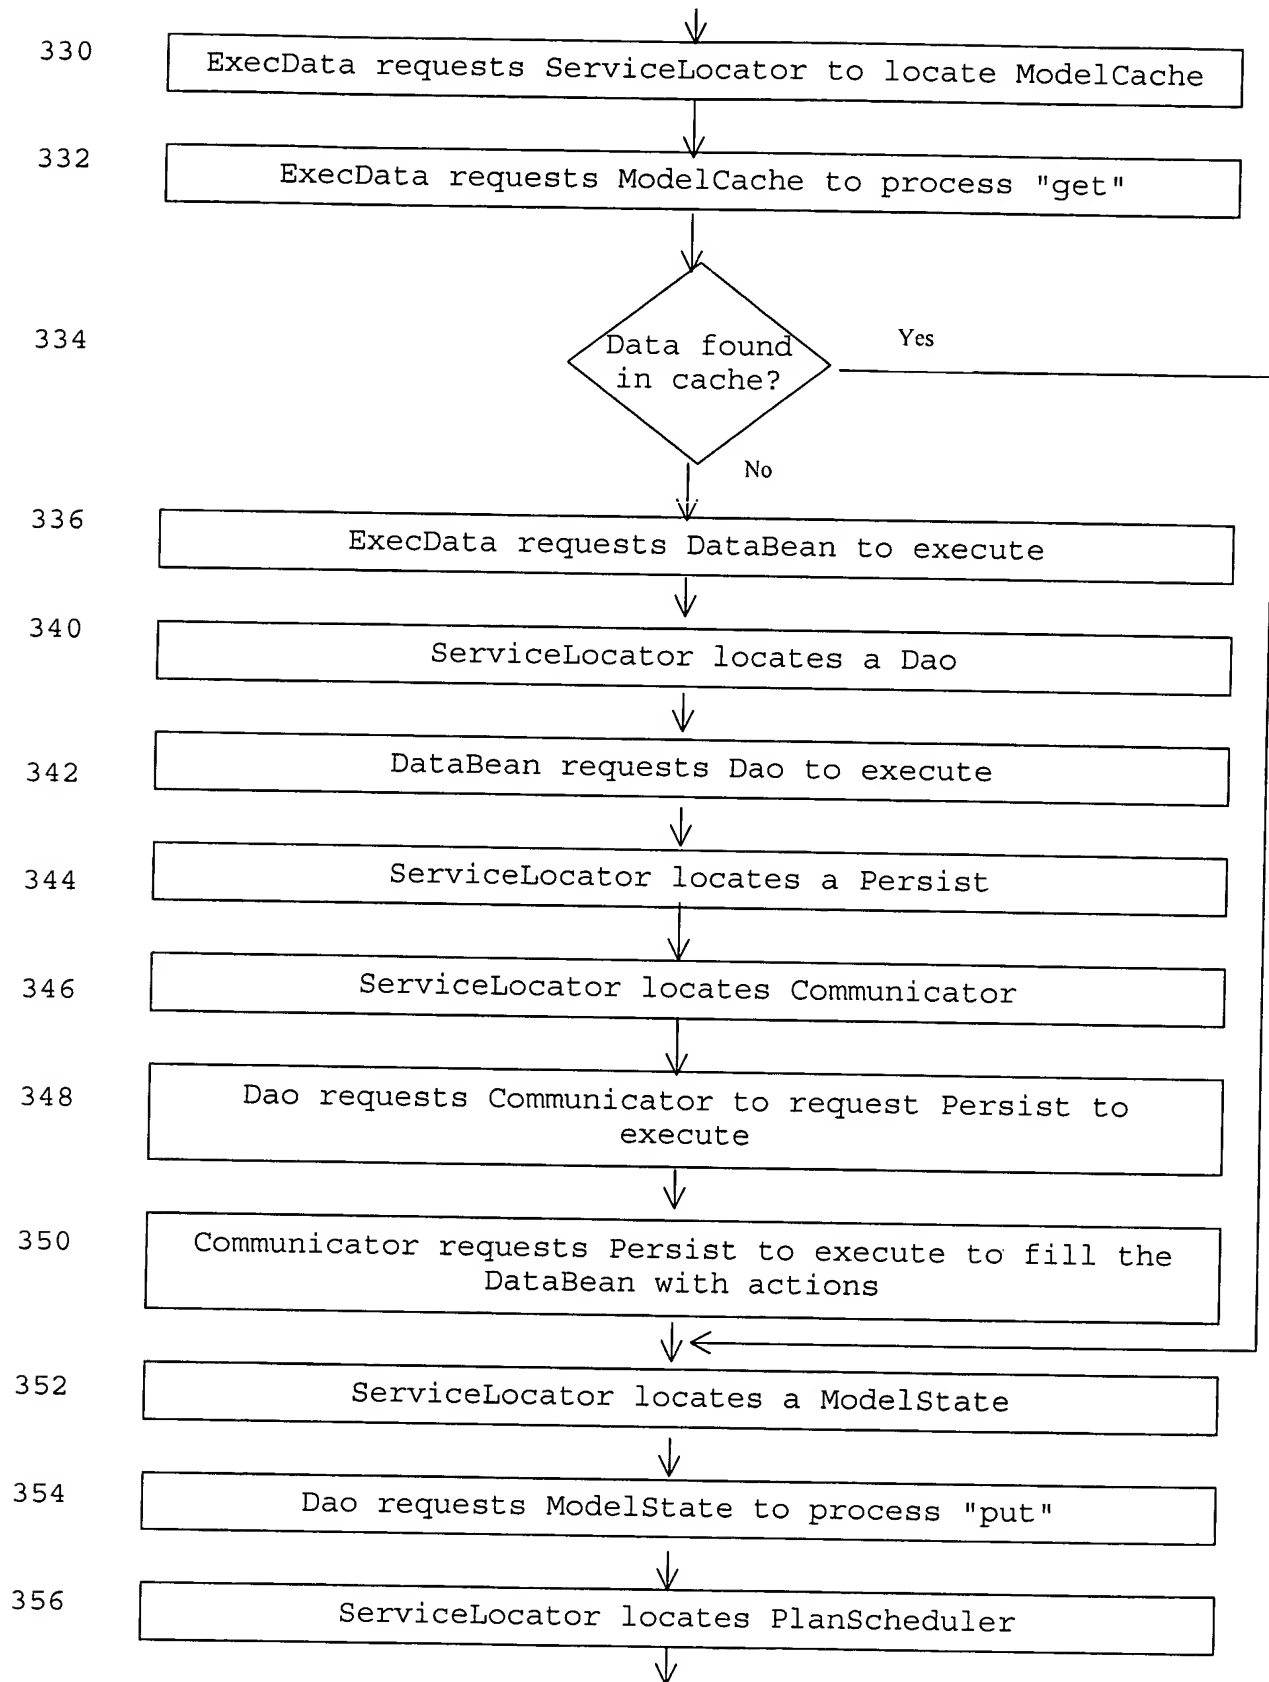 330
ExecData requests ServiceLocator to locate ModelCache
332
ExecData requests ModelCache to process "get"
334
Data found
in cache?
Yes
No
336
ExecData requests DataBean to execute
340
ServiceLocator locates a Dao
342
DataBean requests Dao to execute
344
ServiceLocator locates a Persist
346
ServiceLocator locates Communicator
348
Dao requests Communicator to request Persist to
execute
350
Communicator requests Persist to execute to fill the
DataBean with actions
352
ServiceLocator locates a ModelState
354
Dao requests ModelState to process "put"
356
ServiceLocator locates PlanScheduler